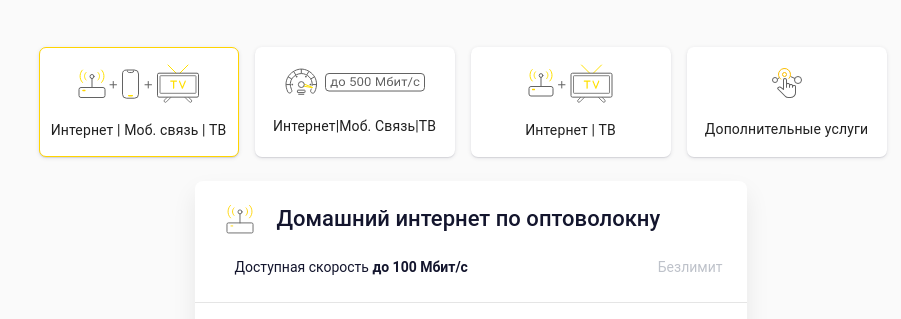 TV
до 500 Мбит/с
TV
Интернет | Моб. связь | ТВ
Интернет|Моб. Связь|ТВ
Интернет | ТВ
Дополнительные услуги
Домашний интернет по оптоволокну
Доступная скорость до 100 Мбит/с
Безлимит